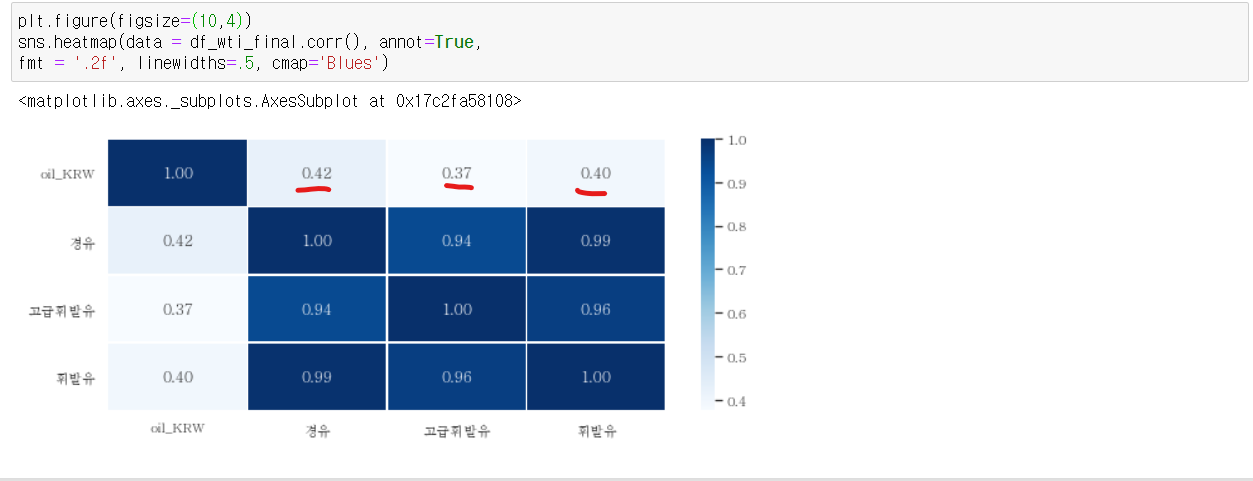 plt.figure(figsize=(10,4))
sns.heatmap(data = df_wti_final.corr(), annot=True,
fmt = '.2f', linewidths=.5, cmap='Blues')
<matplotlib.axes._subplots.AxesSubplot at 0x17c2fa58108>
oil_KRW 1.00 0.42 0.37 0.40
경유 0.42 1.00 0.94 0.99
고급휘발유 0.37 0.94 1.00 0.96
휘발유 0.40 0.99 0.96 1.00
oil_KRW 경유 고급휘발유 휘발유
1.0
0.9
0.8
0.7
0.6
0.5
0.4